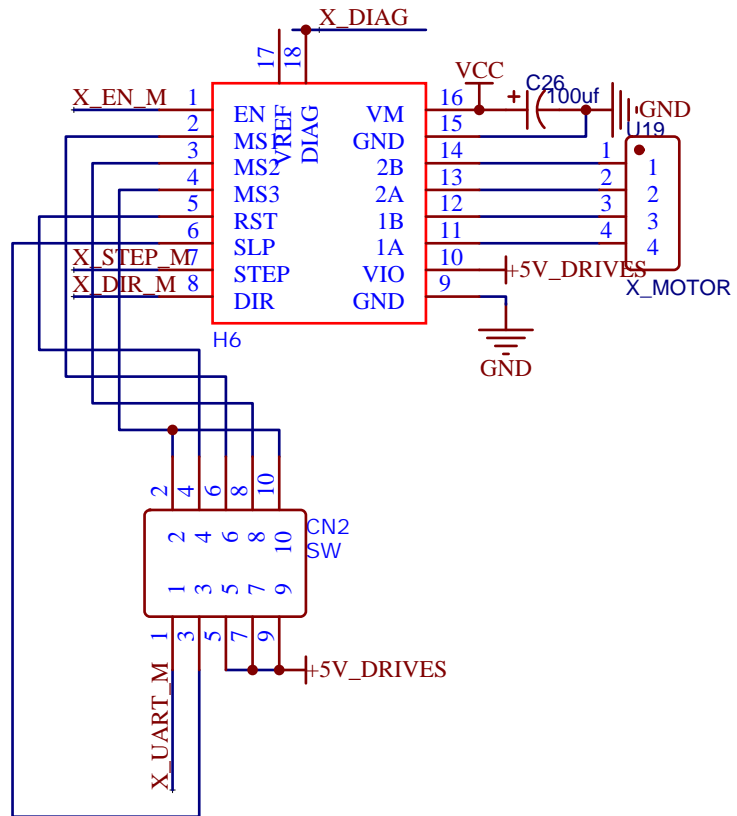 X_DIAG
17
18
VCC
C26
+
100uf
GND
U19
X_EN_M
1
2
3
4
5
6
7
8
X_STEP_M
X_DIR_M
EN
MS1
MS2
MS3
RST
SLP
STEP
DIR
VREF
DIAG
VM
GND
2B
2A
1B
1A
VIO
GND
16
15
14
13
12
11
10
9
1
2
3
4
1
2
3
4
+5V_DRIVES
X_MOTOR
H6
GND
2
4
6
8
10
2
4
6
8
10
CN2
SW
1
3
5
7
9
1
3
5
7
9
+5V_DRIVES
X_UART_M